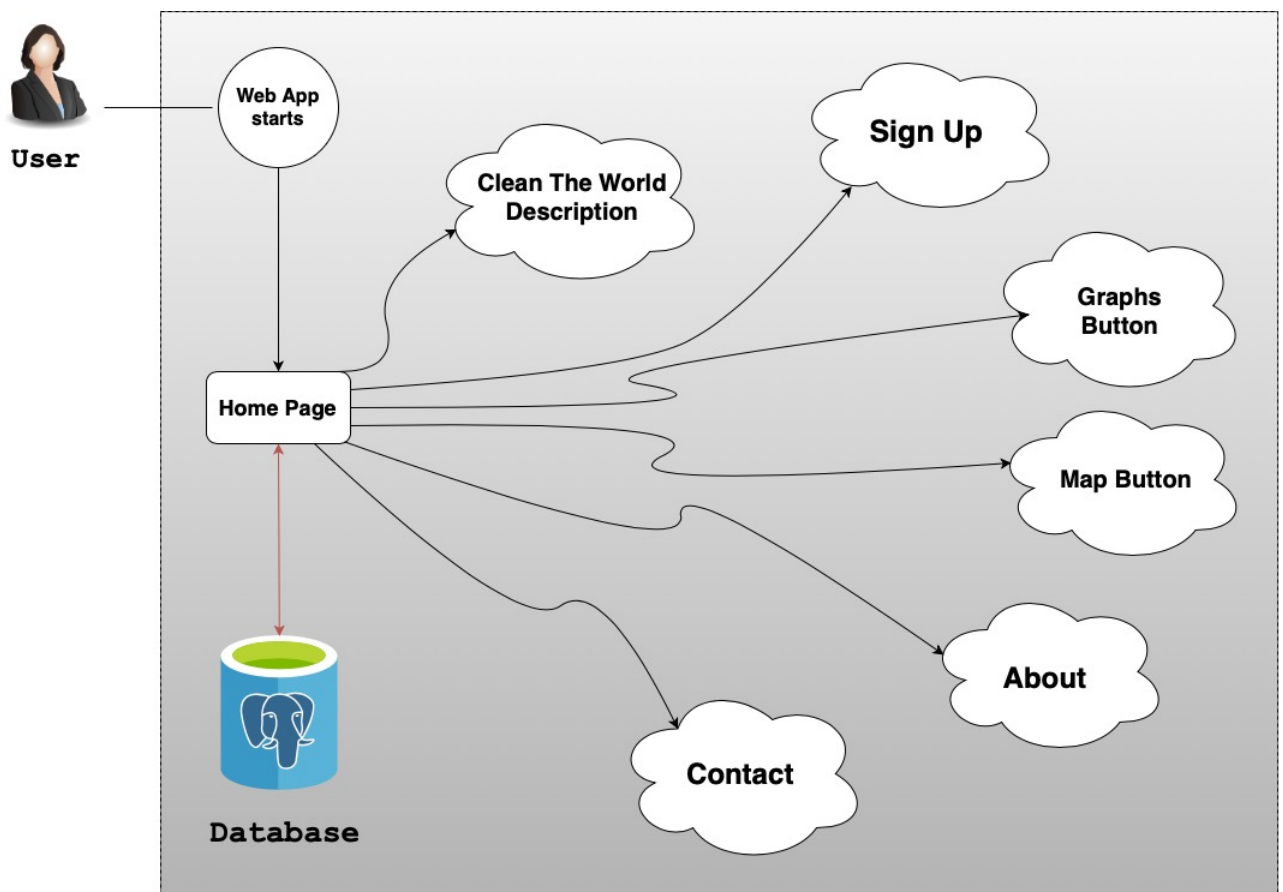 User
Web App
starts
Clean The World
Description
Sign Up
Graphs
Button
Home Page
Map Button
About
Contact
Database